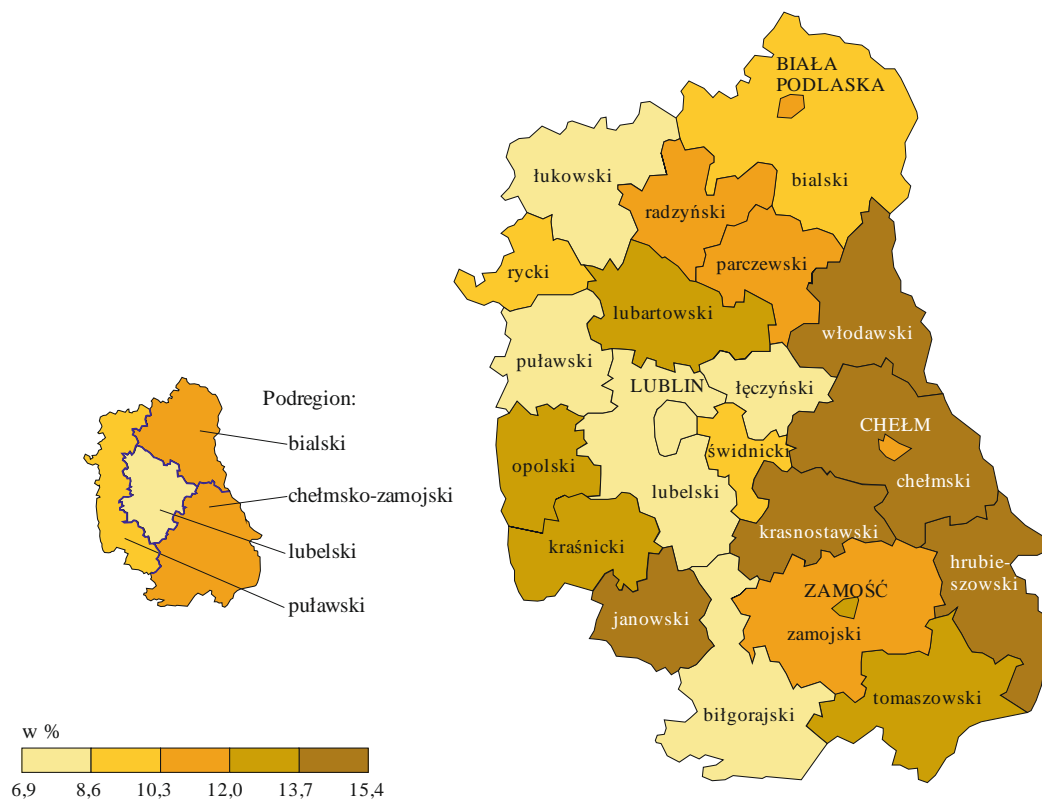 BIAŁA
PODLASKA
łukowski
bialski
radzyński
parczewski
rycki
lubartowski
włodawski
puławski
LUBLIN
łęczyński
Podregion:
bialski
CHEŁM
świdnicki
opolski
lubelski
chełmski
chełmsko-zamojski
krasnostawski
kraśnicki
lubelski
hrubie-
szowski
ZAMOŚĆ
puławski
janowski
zamojski
tomaszowski
biłgorajski
w %
6,9 8,6 10,3 12,0 13,7 15,4